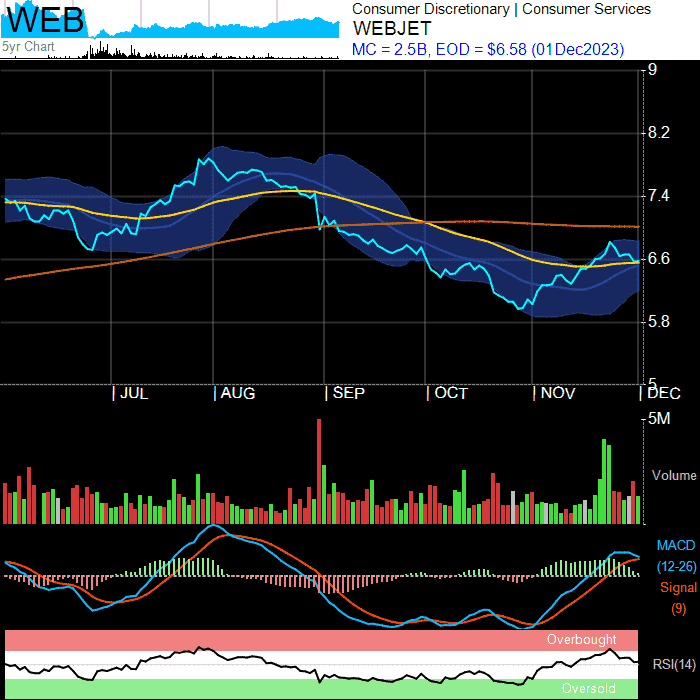 WEB
5yr Chart
Consumer Discretionary | Consumer Services
WEBJET
MC = 2.5B, EOD = $6.58 (01Dec2023)
9
8.2
7.4
6.6
5.8
5
JUL AUG SEP OCT NOV DEC
5M
Volume
MACD
(12-26)
Signal
(9)
Overbought
RSI(14)
Oversold